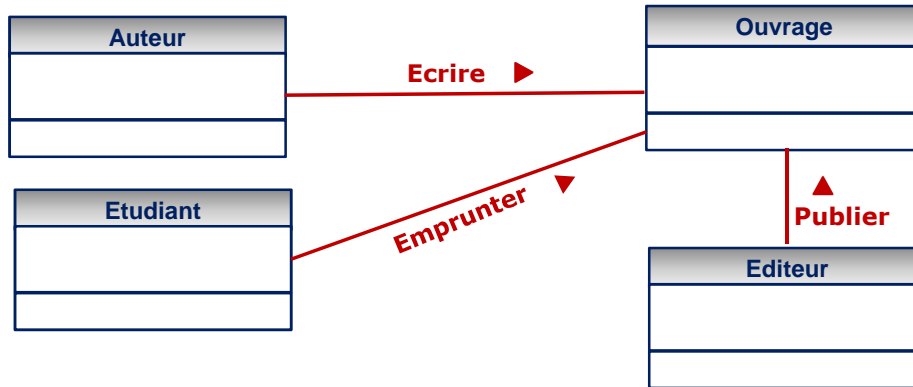 Auteur
Ouvrage
Ecrire
Etudiant
Emprunter
Publier
Editeur